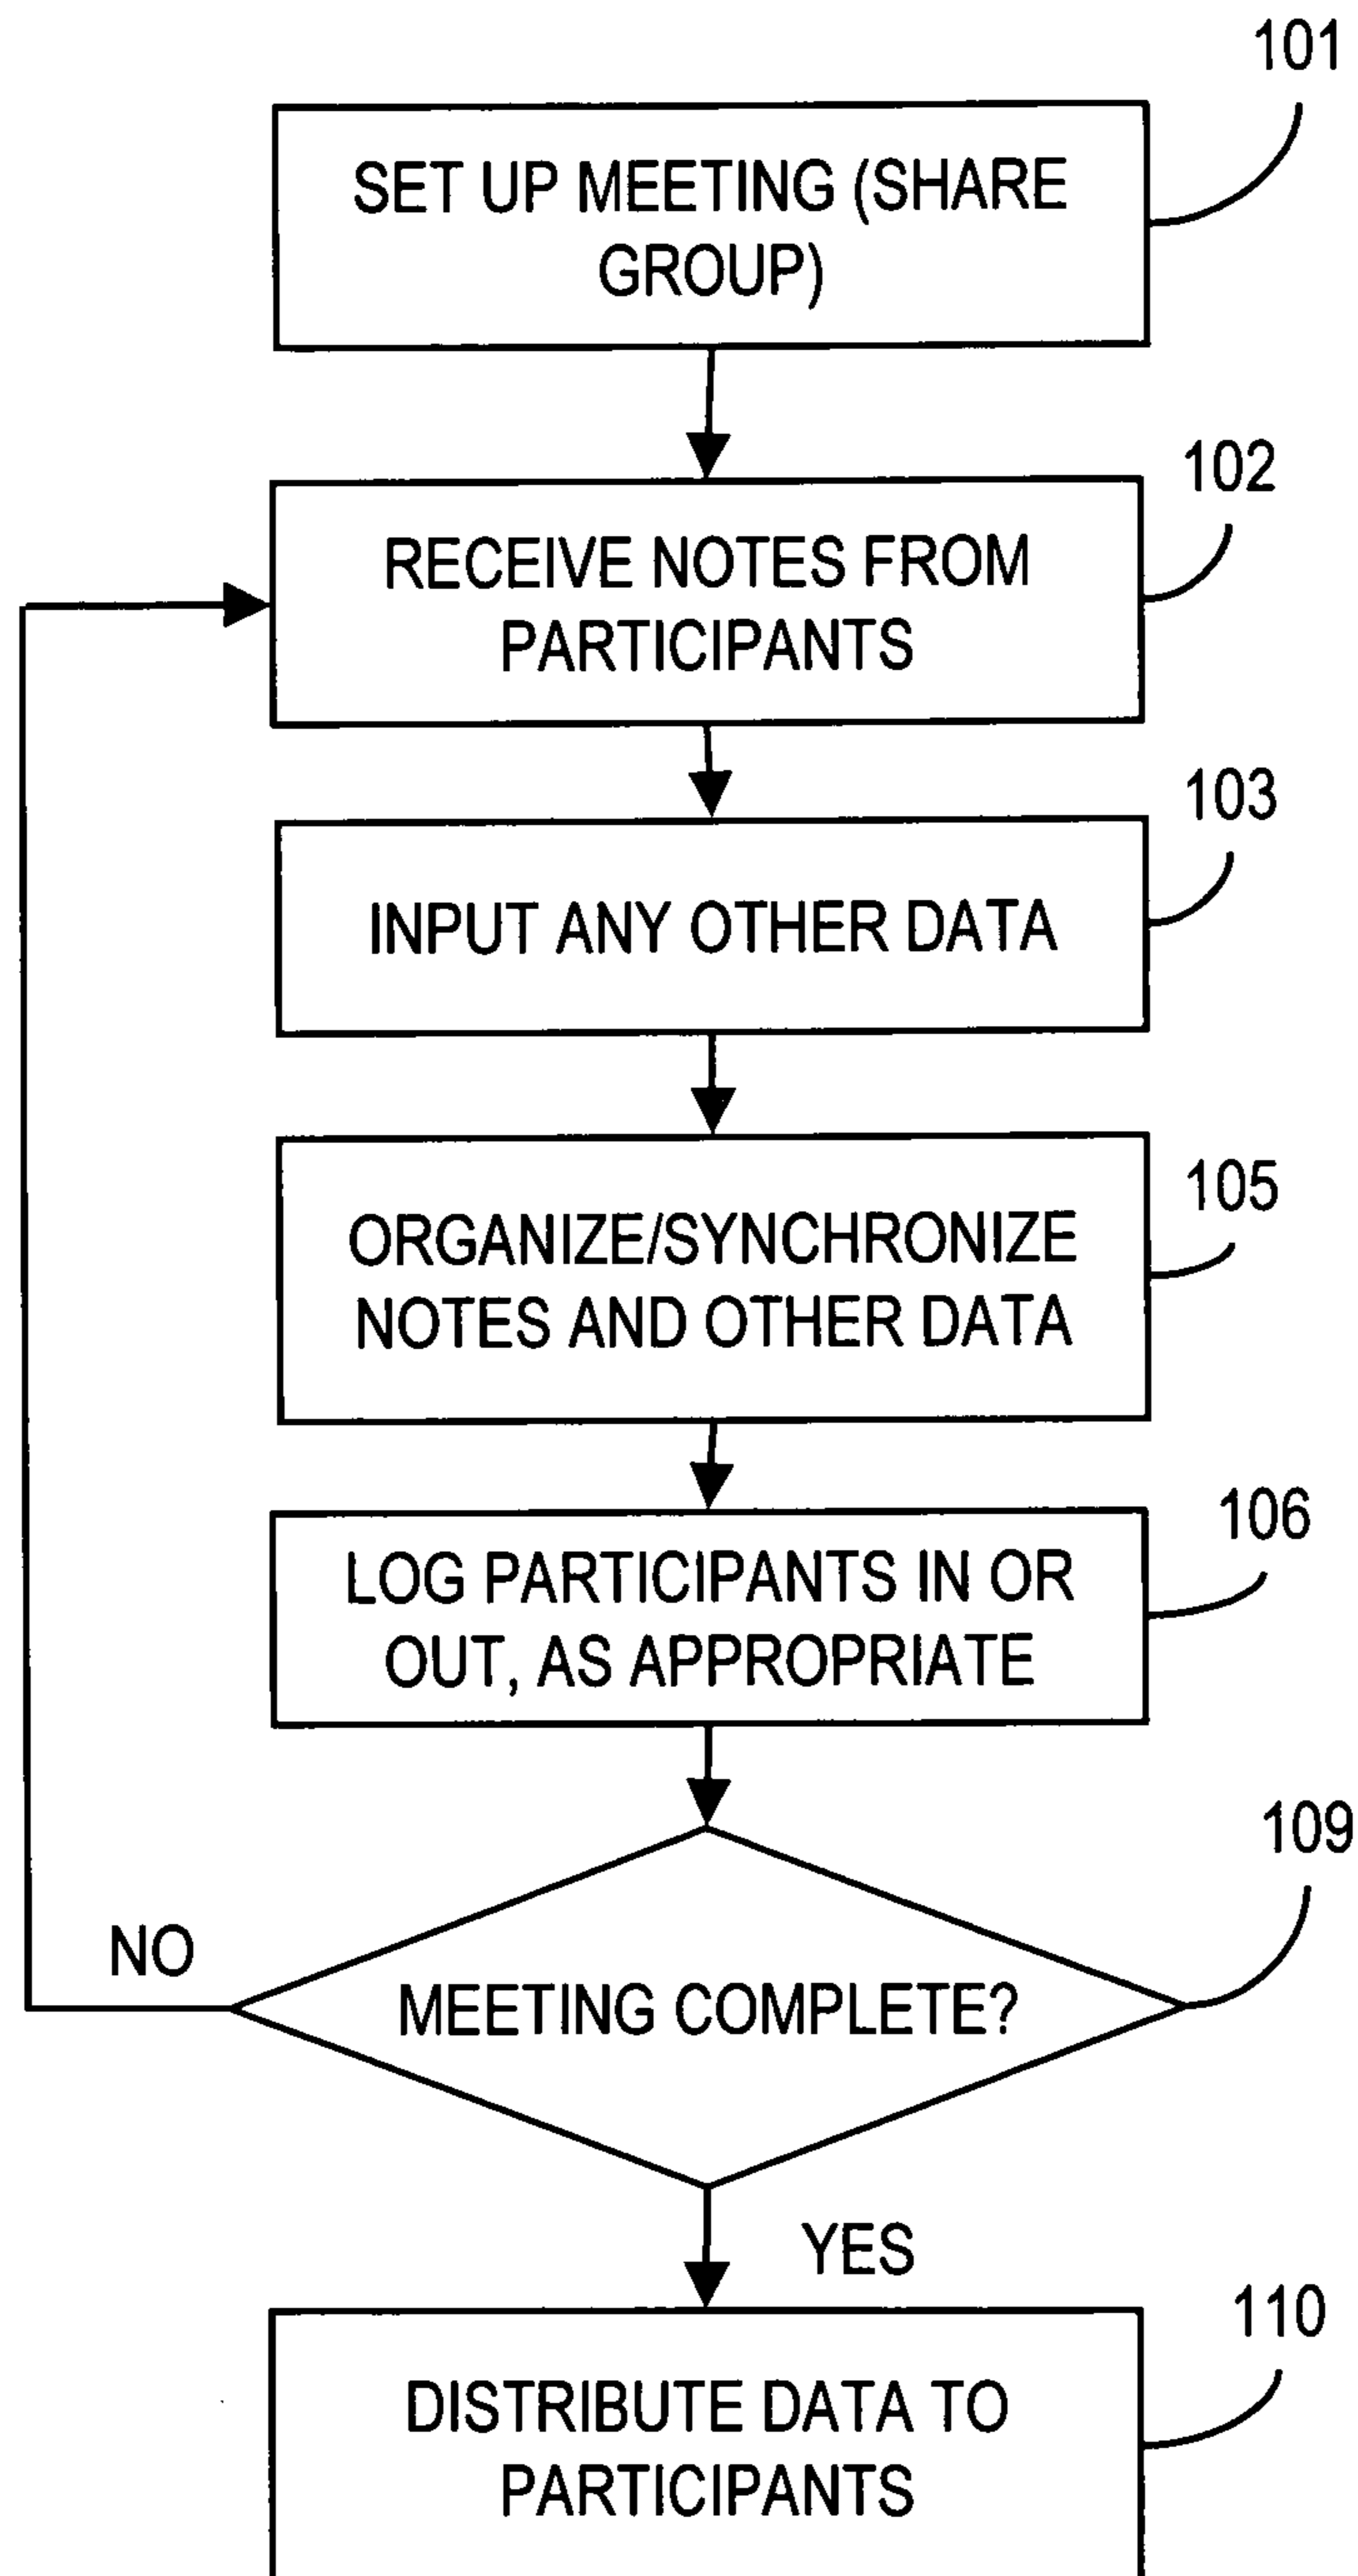 101
SET UP MEETING (SHARE
GROUP)
102
RECEIVE NOTES FROM
PARTICIPANTS
103
INPUT ANY OTHER DATA
105
ORGANIZE/SYNCHRONIZE
NOTES AND OTHER DATA
106
LOG PARTICIPANTS IN OR
OUT, AS APPROPRIATE
109
NO
MEETING COMPLETE?
YES
110
DISTRIBUTE DATA TO
PARTICIPANTS